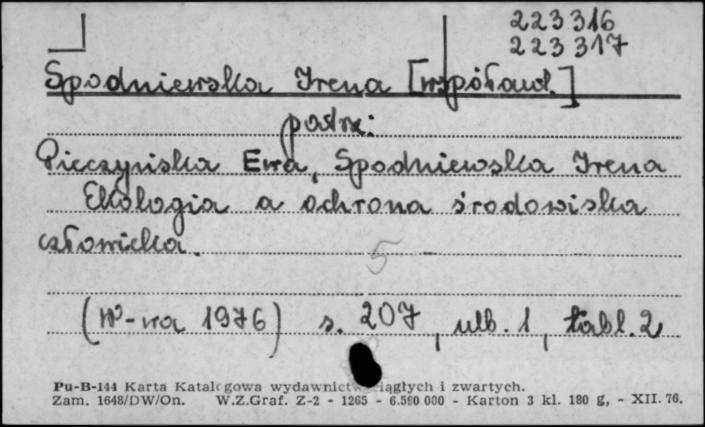 223316
223317
Spodniewska Irena [współaut.]
patrz:
Pieczyńska Ewa, Spodniewska Irena
Ekologia a ochrona środowiska
człowieka.
5
(W-wa 1976) s. 207, nlb. 1, tabl. 2
Pu-B-144 Karta Katalogowa wydawnictw ciągłych i zwartych.
Zam. 1648/DW/On. W.Z.Graf. Z-2 - 1265 - 6.590 000 - Karton 3 kl. 180 g, - XII. 76.